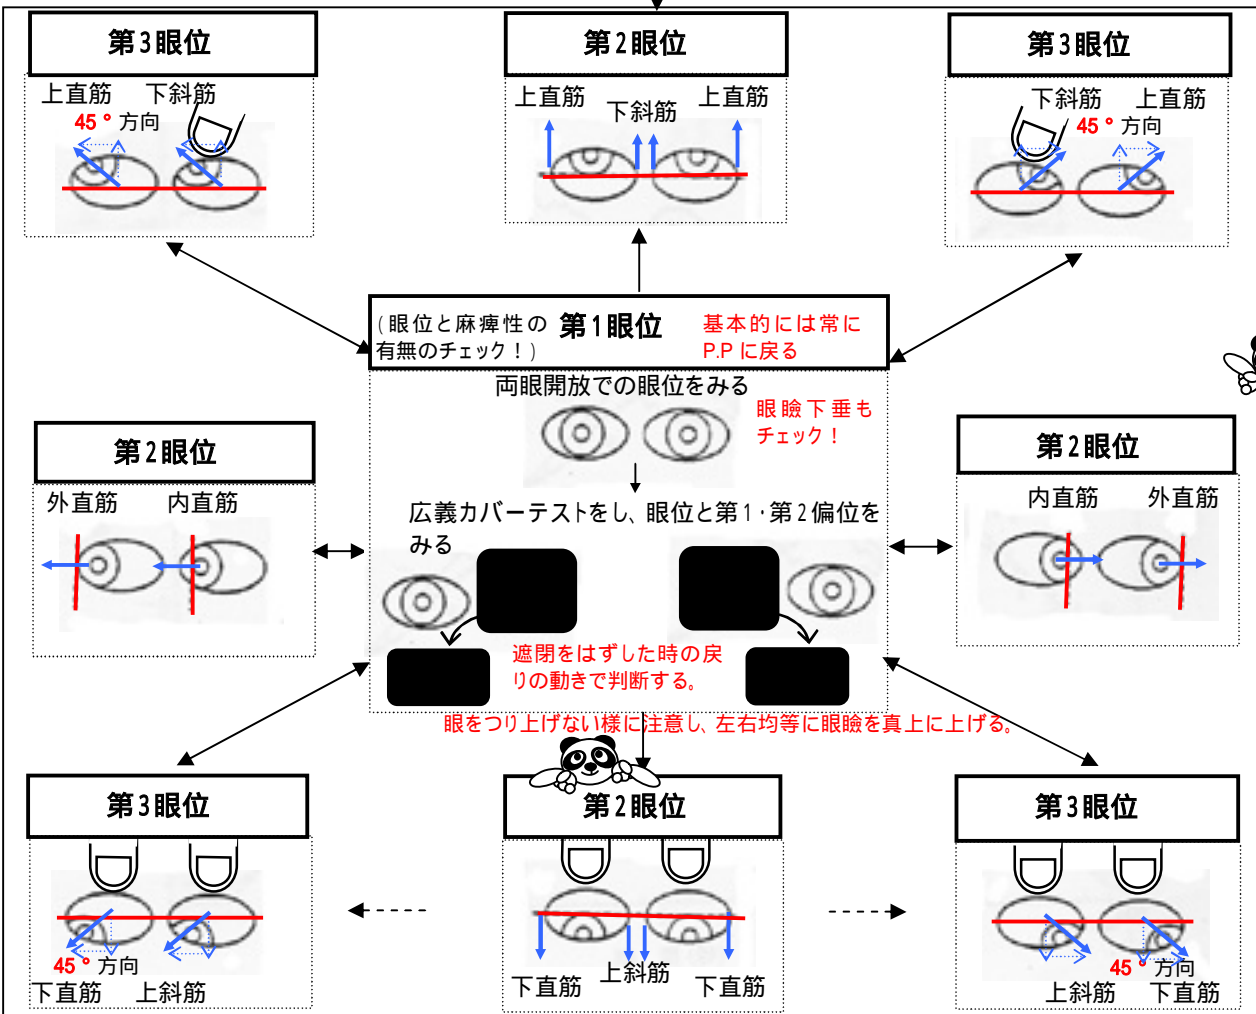 第3眼位
上直筋 下斜筋
45° 方向
第2眼位
上直筋 下斜筋 上直筋
第3眼位
下斜筋 上直筋
45° 方向
(眼位と麻痺性の
有無のチェック！)
第1眼位
基本的には常に
P.P に戻る
両眼開放での眼位をみる
眼瞼下垂も
チェック！
第2眼位
外直筋 内直筋
第2眼位
内直筋 外直筋
広義カバーテストをし、眼位と第1・第2偏位を
みる
遮閉をはずした時の戻
りの動きで判断する。
眼をつり上げない様に注意し、左右均等に眼瞼を真上に上げる。
第3眼位
45° 方向
下直筋 上斜筋
第2眼位
下直筋 上斜筋 下直筋
第3眼位
45° 方向
上斜筋 下直筋